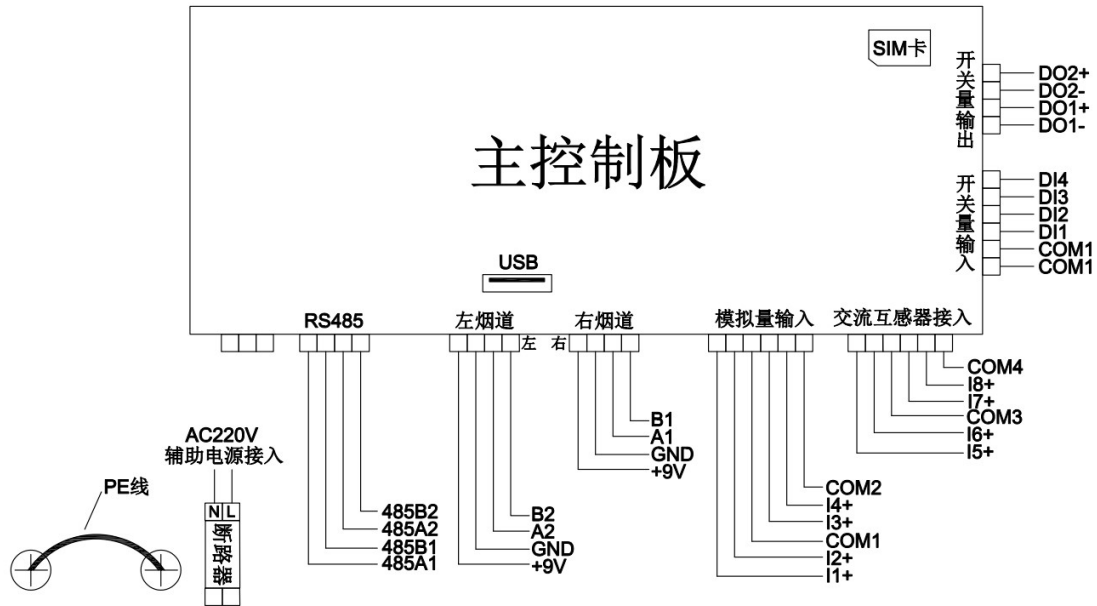 SIM卡
开关量输出
DO2+
DO2-
DO1+
DO1-
主控制板
开关量输入
DI4
DI3
DI2
DI1
COM1
COM1
USB
RS485
左烟道
左
右
右烟道
模拟量输入
交流互感器接入
COM4
I8+
I7+
COM3
I6+
I5+
B1
A1
GND
+9V
AC220V
辅助电源接入
PE线
N L
断路器
485B2
485A2
485B1
485A1
B2
A2
GND
+9V
COM2
I4+
I3+
COM1
I2+
I1+